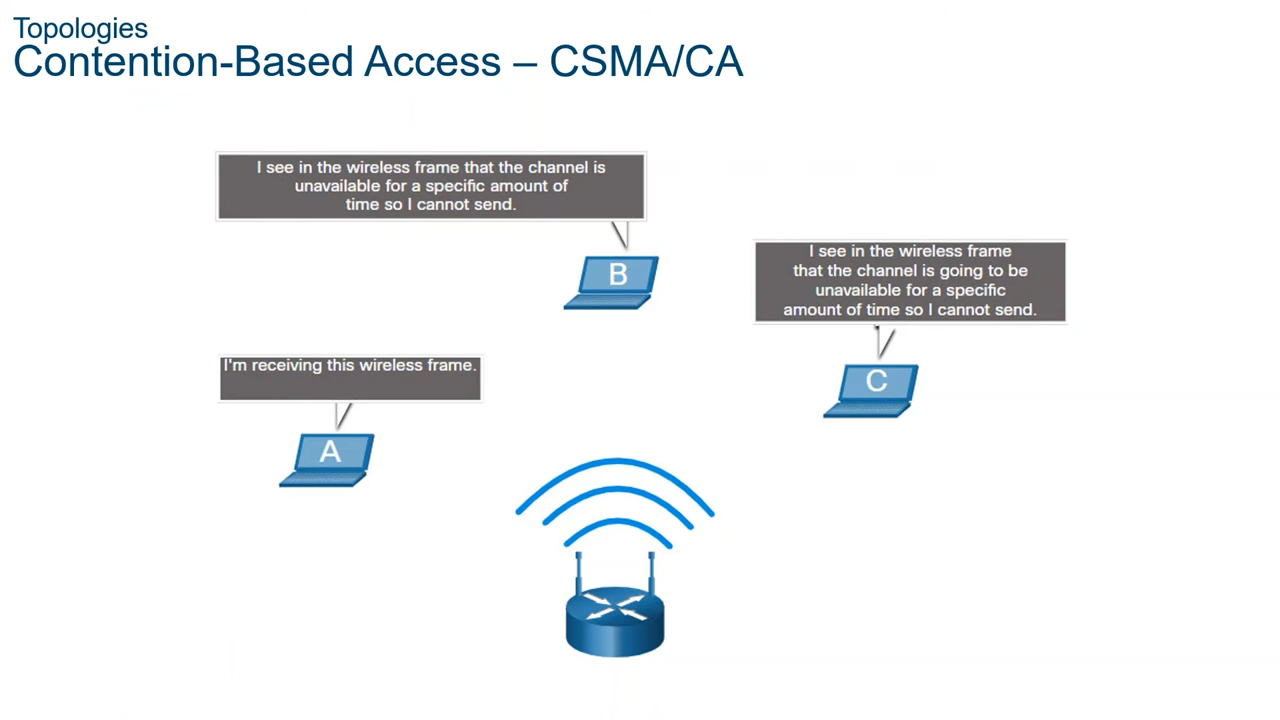 Topologies
Contention-Based Access – CSMA/CA
I see in the wireless frame that the channel is
unavailable for a specific amount of
time so I cannot send.
B
I see in the wireless frame
that the channel is going to be
unavailable for a specific
amount of time so I cannot send.
C
I'm receiving this wireless frame.
A